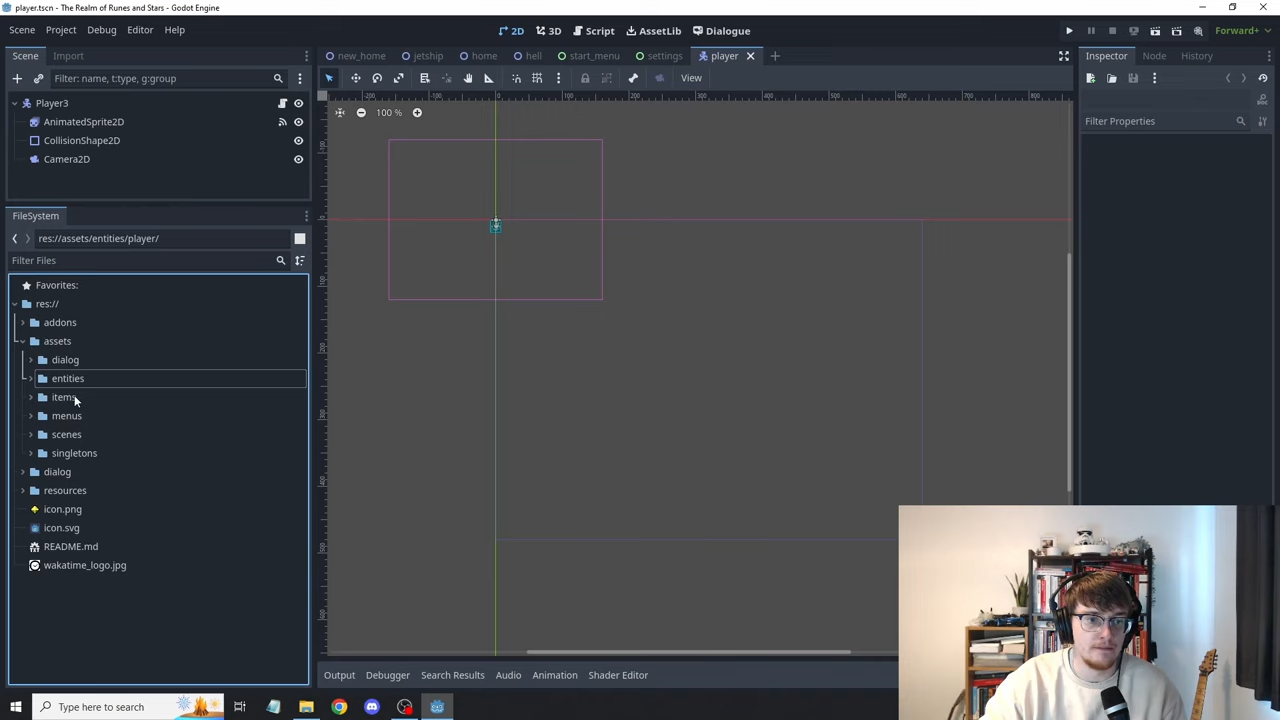 player.tscn - The Realm of Runes and Stars - Godot Engine
Scene Project Debug Editor Help
2D 3D Script AssetLib Dialogue
Forward+
Scene Import
new_home jetship home hell start_menu settings player
Inspector Node History
Filter: name, t:type, g:group
View
Player3
AnimatedSprite2D
CollisionShape2D
Camera2D
100 %
Filter Properties
FileSystem
res://assets/entities/player/
Filter Files
Favorites:
res://
addons
assets
dialog
entities
items
menus
scenes
singletons
dialog
resources
icon.png
icon.svg
README.md
wakatime_logo.jpg
Output Debugger Search Results Audio Animation Shader Editor
Type here to search